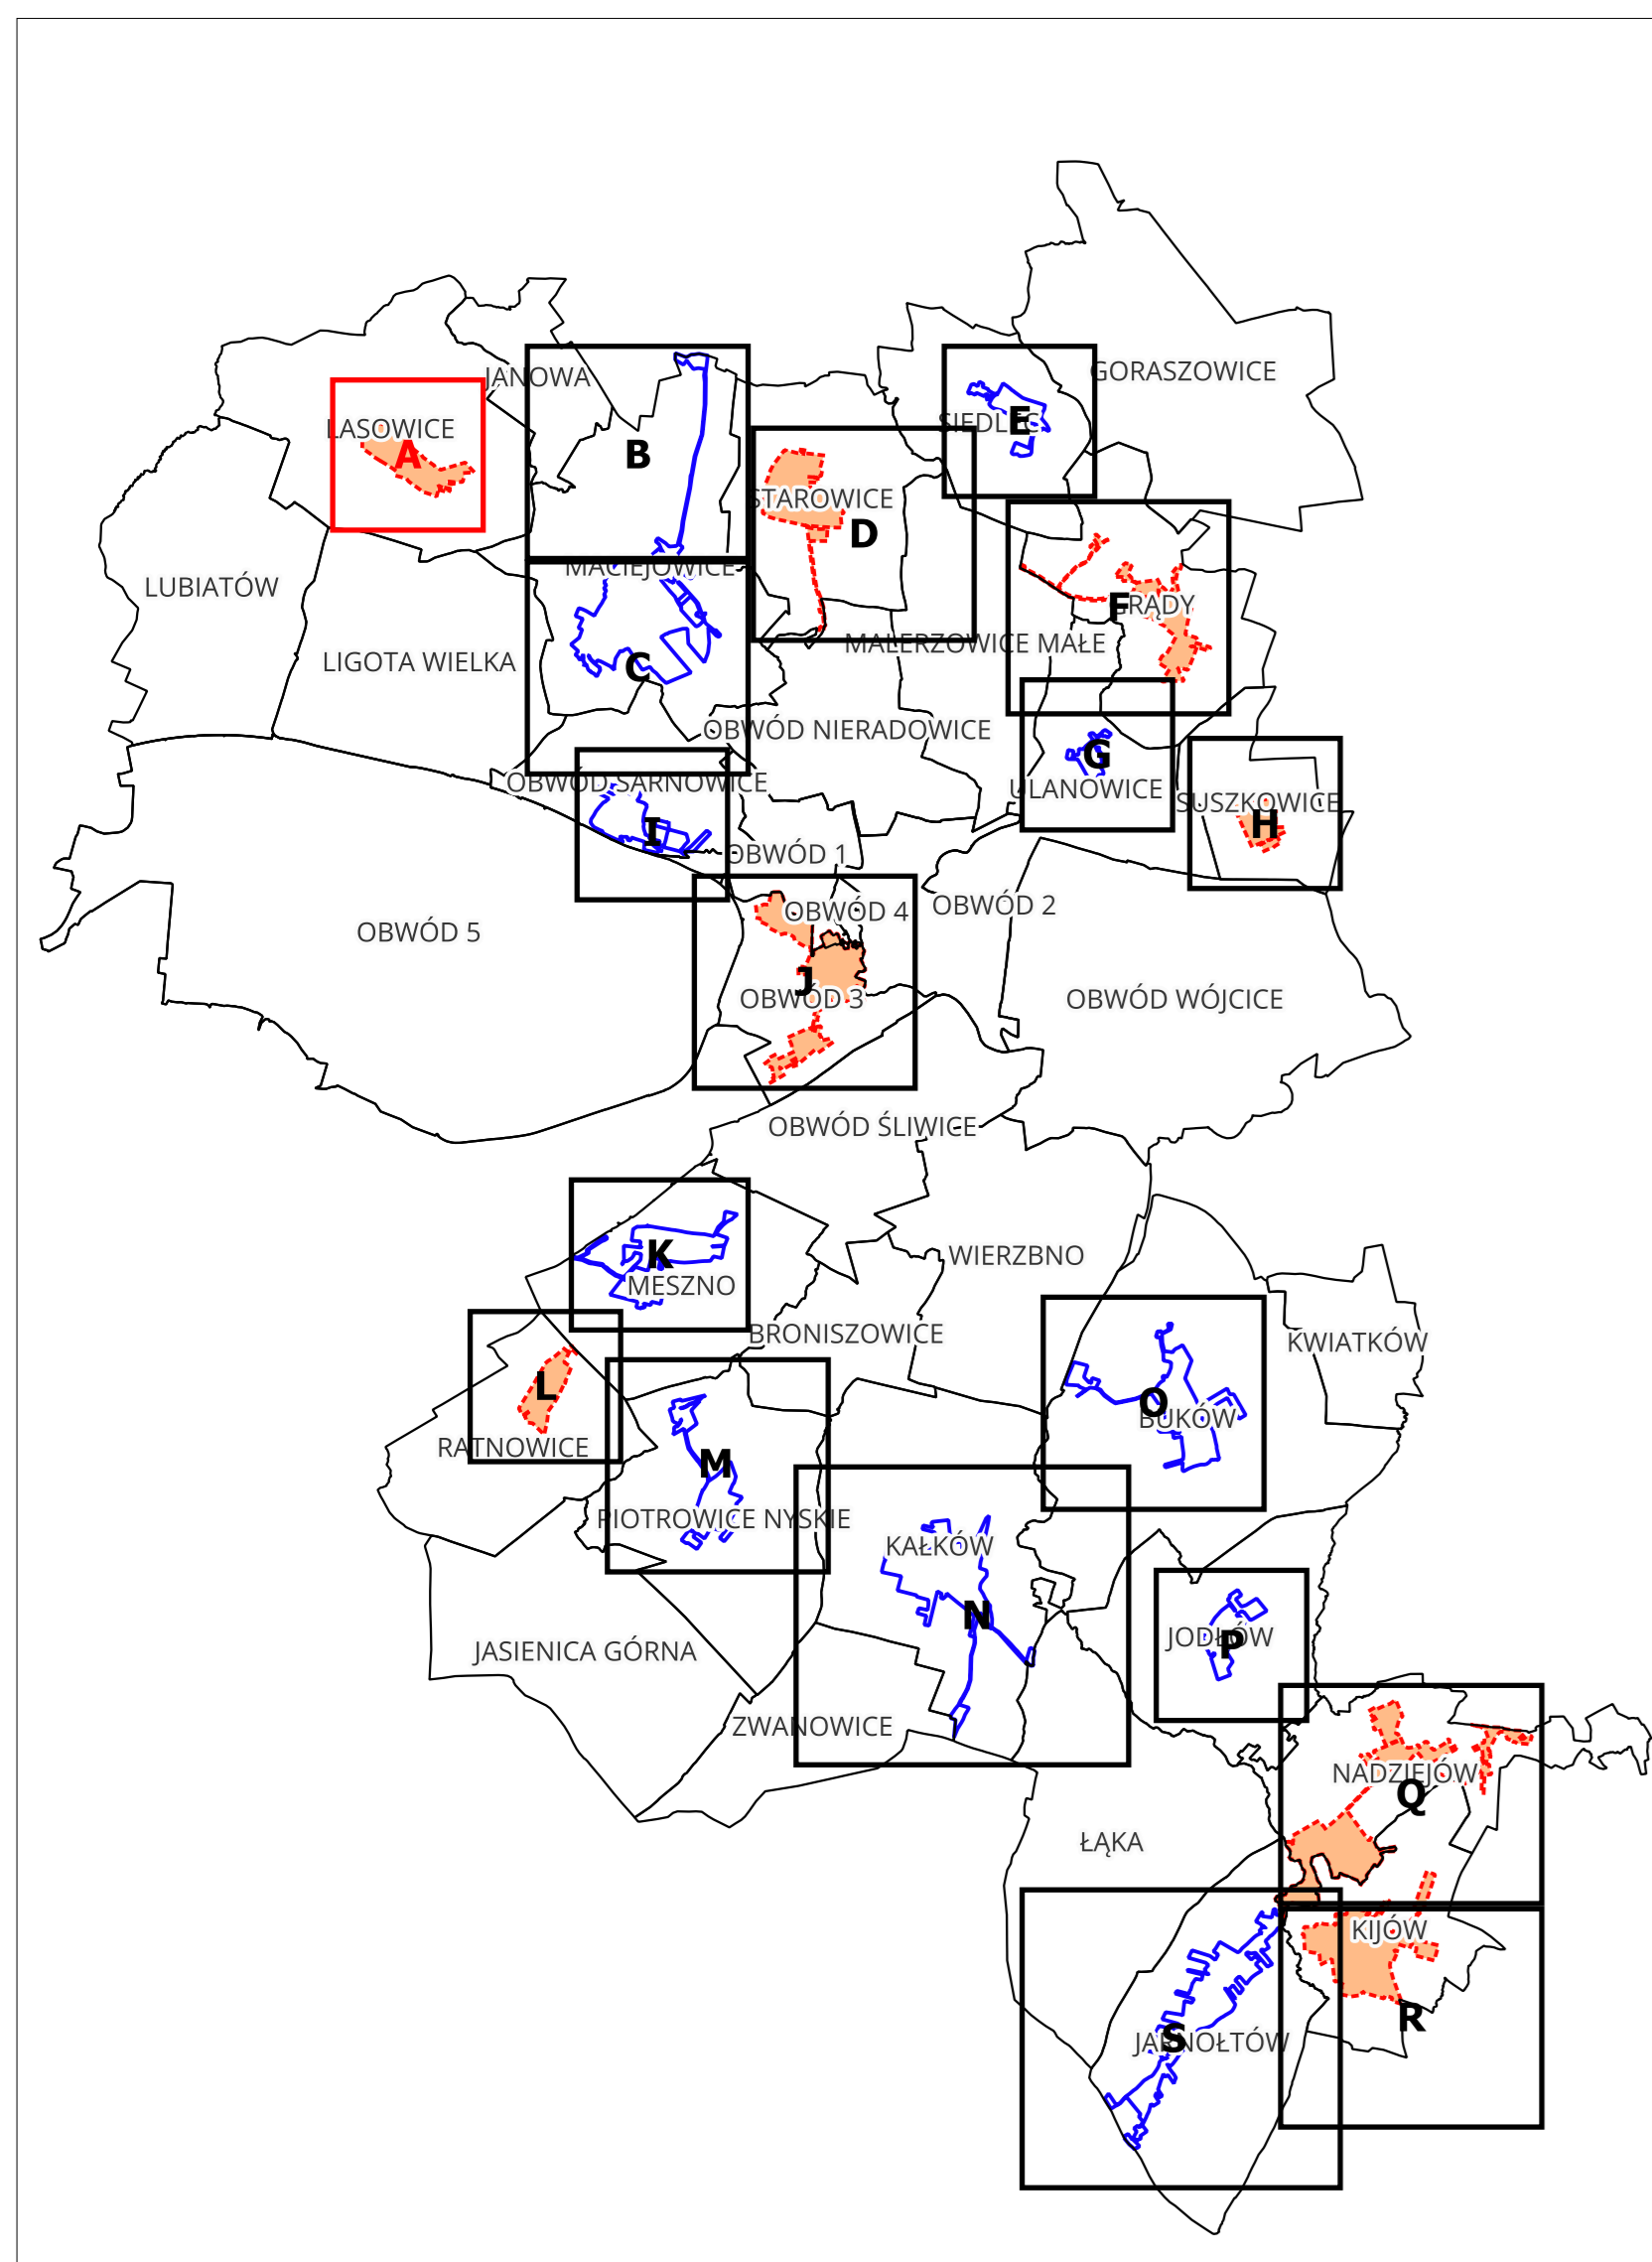 GORASZOWICE
JANOWA
SIEDLEC
E
LASOWICE
A
B
STAROWICE
D
MACIEJOWICE
LUBIATÓW
F
GRĄDY
MALERZOWICE MAŁE
LIGOTA WIELKA
C
OBWÓD NIERADOWICE
G
OBWÓD SARNOWICE
ULANOWICE
SUSZKOWICE
H
I
OBWÓD 1
OBWÓD 2
OBWÓD 4
OBWÓD 5
J
OBWÓD 3
OBWÓD WÓJCICE
OBWÓD ŚLIWICE
K
WIERZBNO
MESZNO
BRONISZOWICE
KWIATKÓW
L
O
BUKÓW
RATNOWICE
M
PIOTROWICE NYSKIE
KAŁKÓW
N
JODŁÓW
P
JASIENICA GÓRNA
ZWANOWICE
NADZIEJÓW
Q
ŁĄKA
KIJÓW
R
S
JARNOŁTÓW